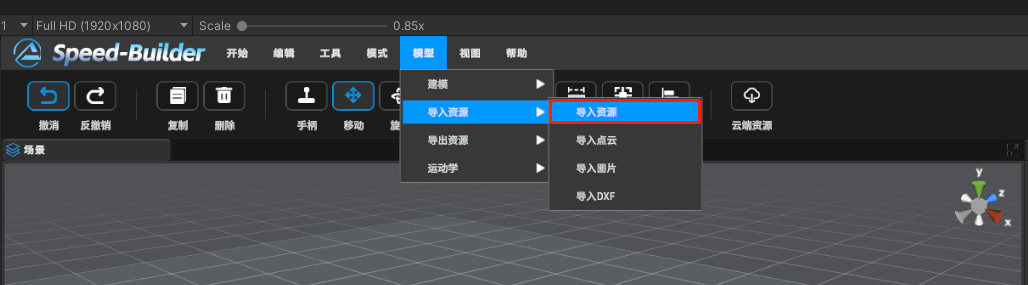 1 Full HD (1920x1080) Scale 0.85x
Speed-Builder 开始 编辑 工具 模式 模型 视图 帮助
建模
撤消 反撤销 复制 删除 手柄 移动 旋 云端资源
导入资源 导入资源
导出资源 导入点云
运动学 导入图片
导入DXF
场景
y
z
x